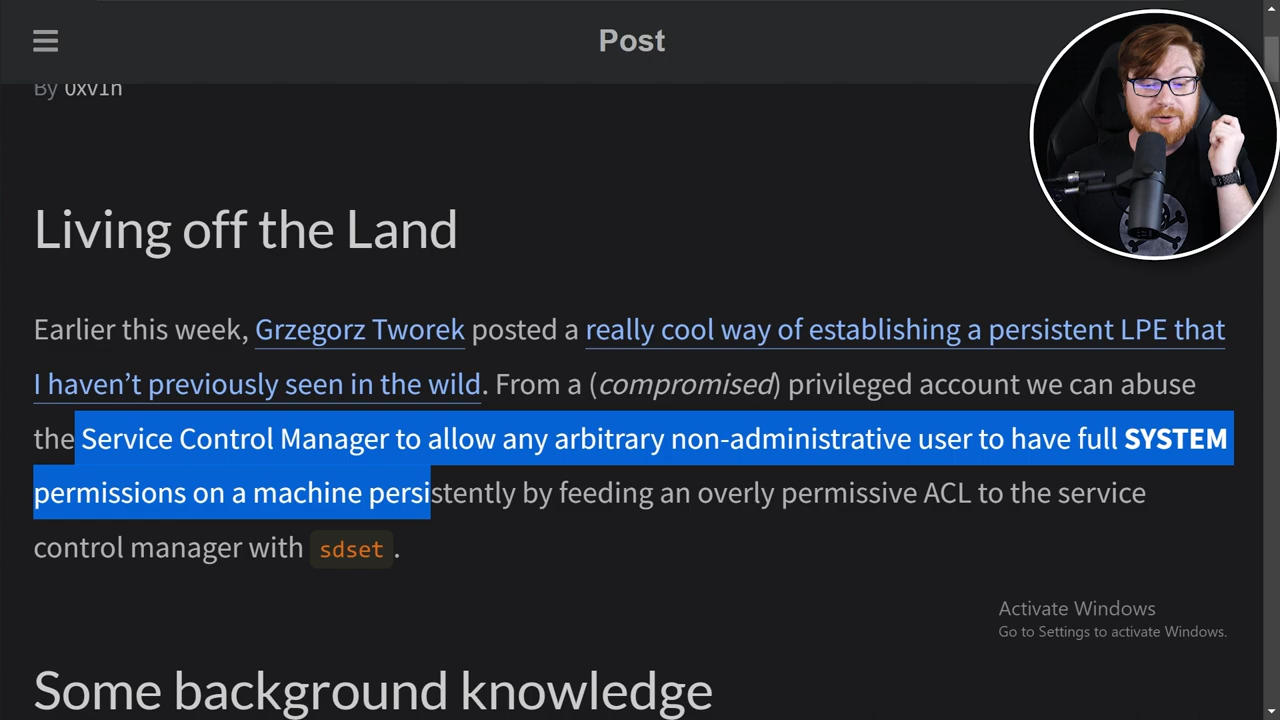 Post
By 0xv1n
Living off the Land
Earlier this week, Grzegorz Tworek posted a really cool way of establishing a persistent LPE that
I haven’t previously seen in the wild. From a (compromised) privileged account we can abuse
the Service Control Manager to allow any arbitrary non-administrative user to have full SYSTEM
permissions on a machine persistently by feeding an overly permissive ACL to the service
control manager with sdset.
Activate Windows
Go to Settings to activate Windows.
Some background knowledge